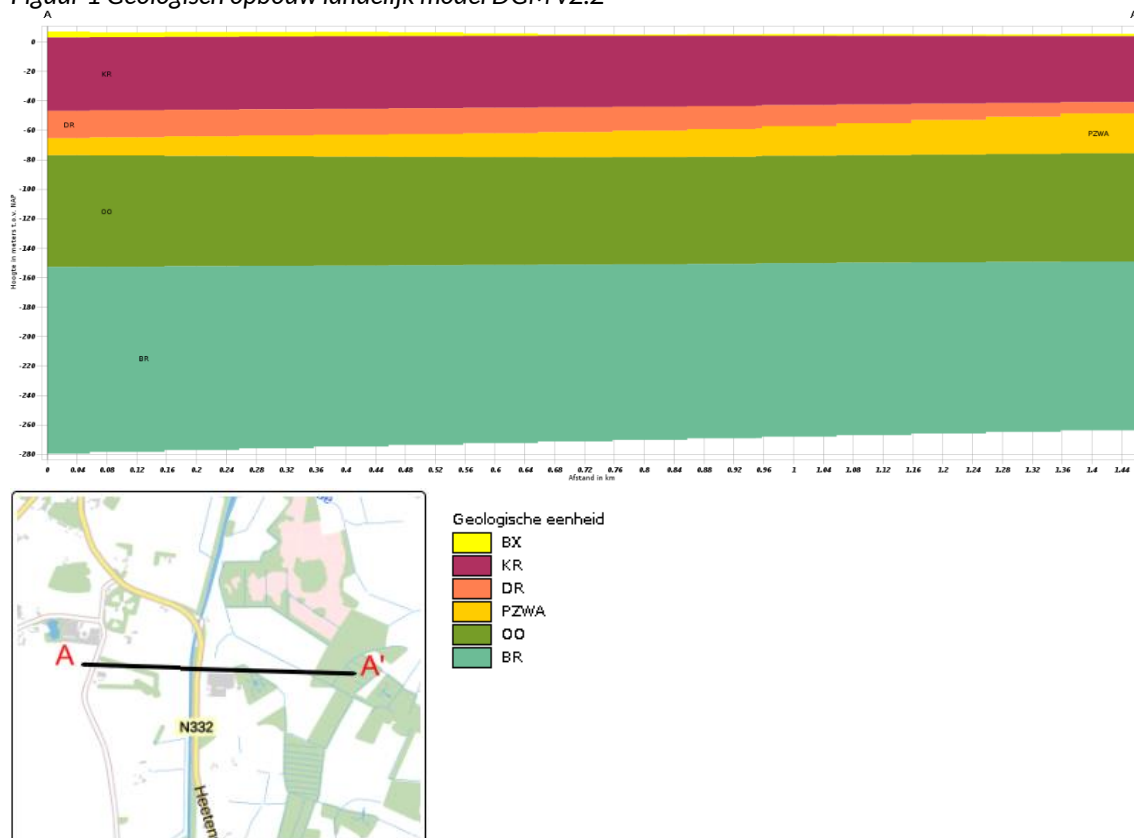 Figuur 1 Geologisch opbouw landelijk model DGM v2.2
A A'
0
-20
-40
-60
-80
-100
-120
-140
-160
-180
-200
-220
-240
-260
-280
Hoogte in meters t.o.v. NAP
KR
DR
PZWA
OO
BR
0 0.04 0.08 0.12 0.16 0.2 0.24 0.28 0.32 0.36 0.4 0.44 0.48 0.52 0.56 0.6 0.64 0.68 0.72 0.76 0.8 0.84 0.88 0.92 0.96 1 1.04 1.08 1.12 1.16 1.2 1.24 1.28 1.32 1.36 1.4 1.44
Afstand in km
A A'
N332
Heeten
Geologische eenheid
BX
KR
DR
PZWA
OO
BR